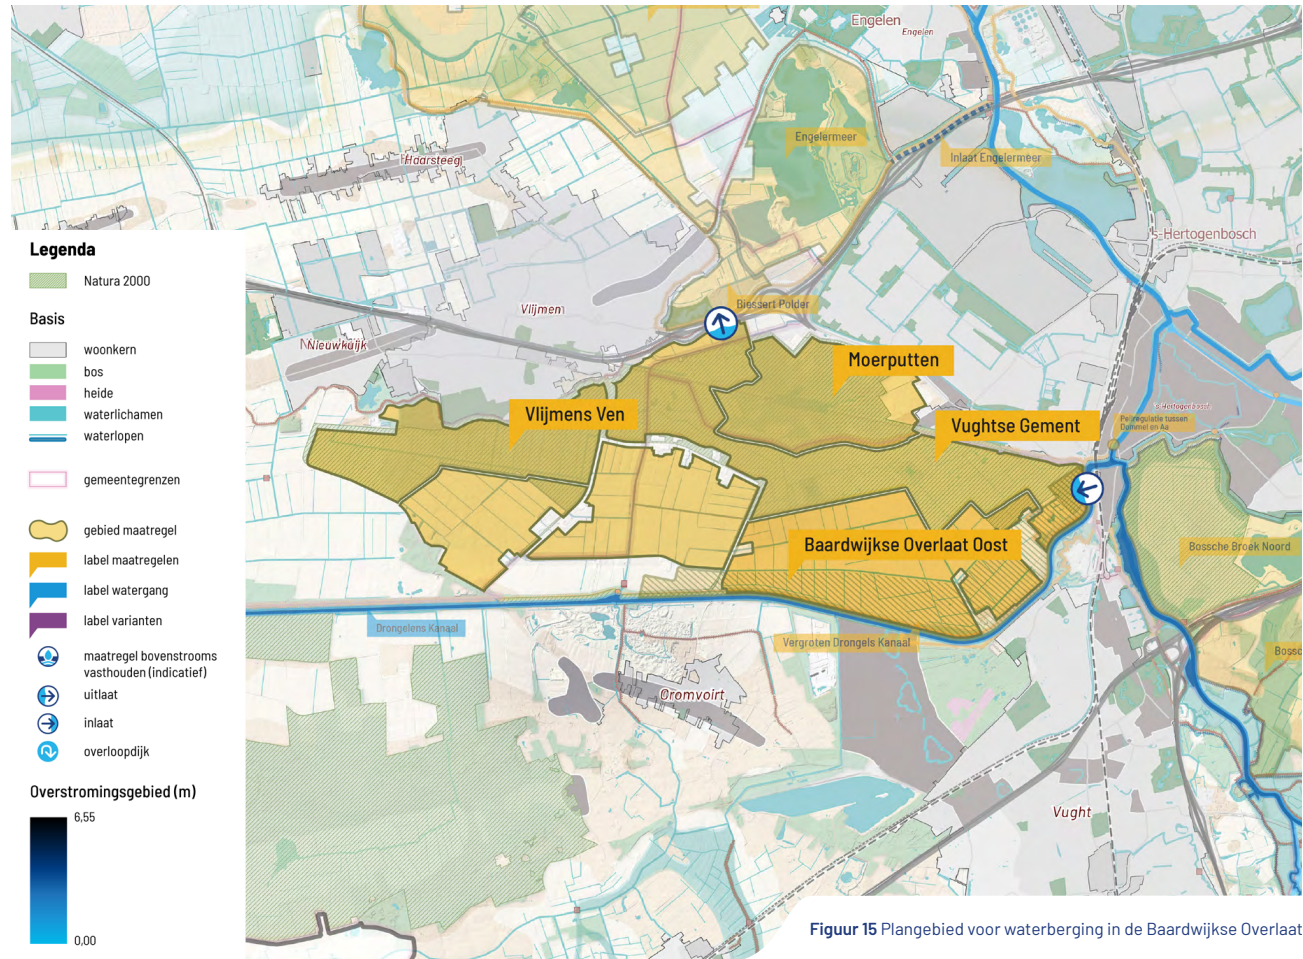 Engelen
Engelen
Engelermeer
Inlaat Engelermeer
Haarsteeg
's-Hertogenbosch
Legenda
Natura 2000
Basis
woonkern
bos
heide
waterlichamen
waterlopen
gemeentegrenzen
gebied maatregel
label maatregelen
label watergang
label varianten
maatregel bovenstrooms
vasthouden (indicatief)
uitlaat
inlaat
overloopdijk
Overstromingsgebied (m)
6,55
0,00
Biessert Polder
Vlijmen
Nieuwkuijk
Moerputten
Vlijmens Ven
Vughtse Gement
's Hertogenbosch
Peilregulatie tussen
Dommel en Aa
Baardwijkse Overlaat Oost
Bossche Broek Noord
Drongelens Kanaal
Vergroten Drongels Kanaal
Bossc
Cromvoirt
Vught
Figuur 15 Plangebied voor waterberging in de Baardwijkse Overlaat